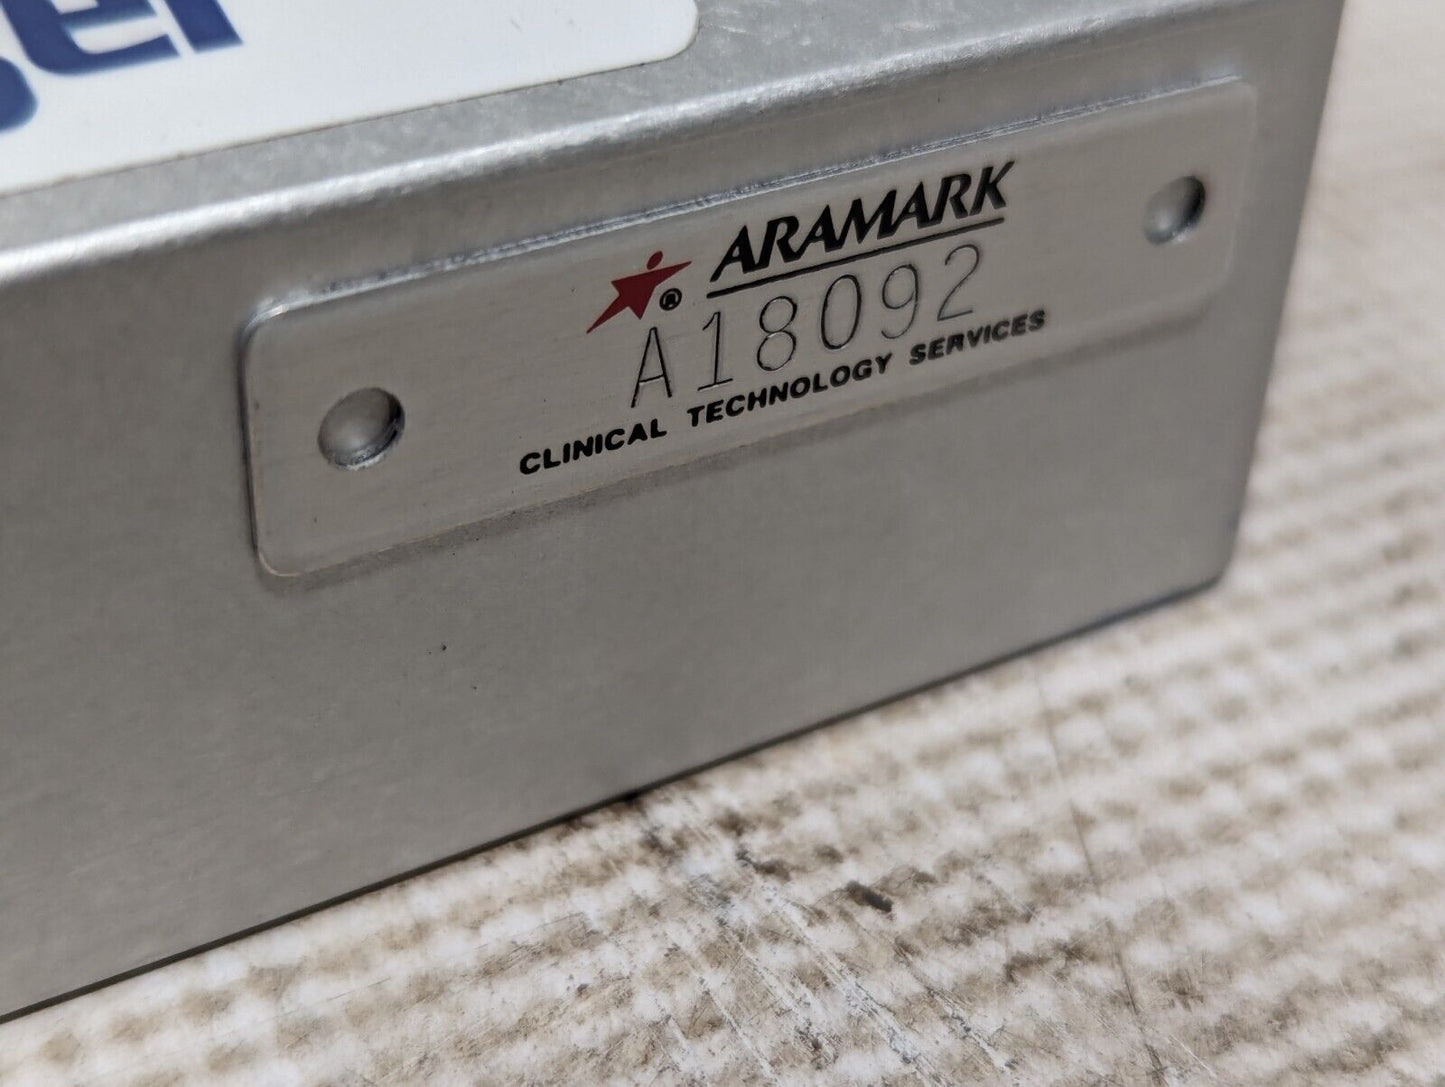 ARAMARK
®
A18092
CLINICAL TECHNOLOGY SERVICES